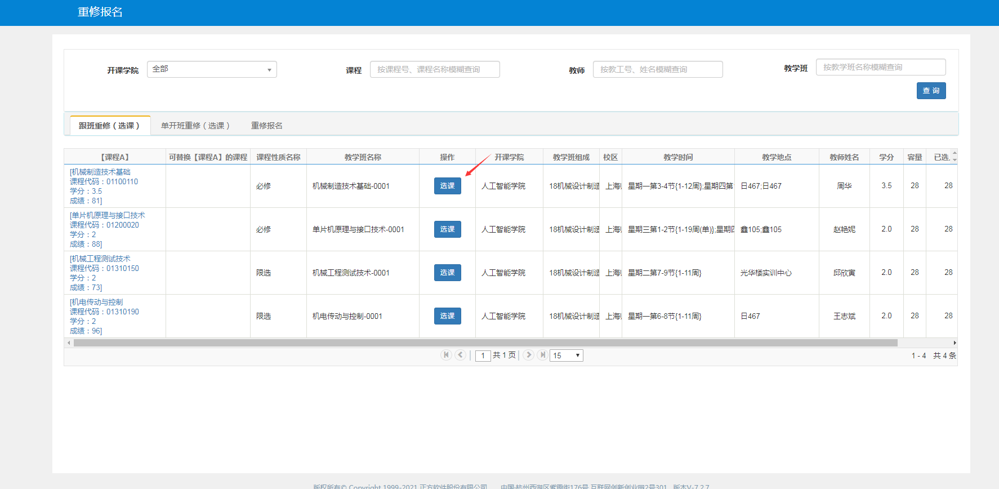 重修报名
开课学院 全部 课程 按课程号、课程名称模糊查询 教师 按教工号、姓名模糊查询 教学班 按教学班名称模糊查询
查 询
跟班重修（选课） 单开班重修（选课） 重修报名
【课程A】 可替换【课程A】的课程 课程性质名称 教学班名称 操作 开课学院 教学班组成 校区 教学时间 教学地点 教师姓名 学分 容量 已选
[机械制造技术基础
课程代码：01100110
学分：3.5
成绩：81]
必修 机械制造技术基础-0001 选课 人工智能学院 18机械设计制造 上海 星期一第3-4节{1-12周};星期四第 日467;日467 周华 3.5 28 28
[单片机原理与接口技术
课程代码：01200020
学分：2
成绩：88]
必修 单片机原理与接口技术-0001 选课 人工智能学院 18机械设计制造 上海 星期三第1-2节{1-19周(单)};星期四 鑫105;鑫105 赵艳妮 2.0 28 28
[机械工程测试技术
课程代码：01310150
学分：2
成绩：73]
限选 机械工程测试技术-0001 选课 人工智能学院 18机械设计制造 上海 星期二第7-9节{1-11周} 光华楼实训中心 邱欣寅 2.0 28 28
[机电传动与控制
课程代码：01310190
学分：2
成绩：96]
限选 机电传动与控制-0001 选课 人工智能学院 18机械设计制造 上海 星期一第6-8节{1-11周} 日467 王志斌 2.0 28 28
1 共 1 页 15 1 - 4 共 4 条
版权所有© Copyright 1999-2021 正方软件股份有限公司 中国·杭州西湖区紫霞街176号 互联网创新创业园2号301 版本V-7.2.7